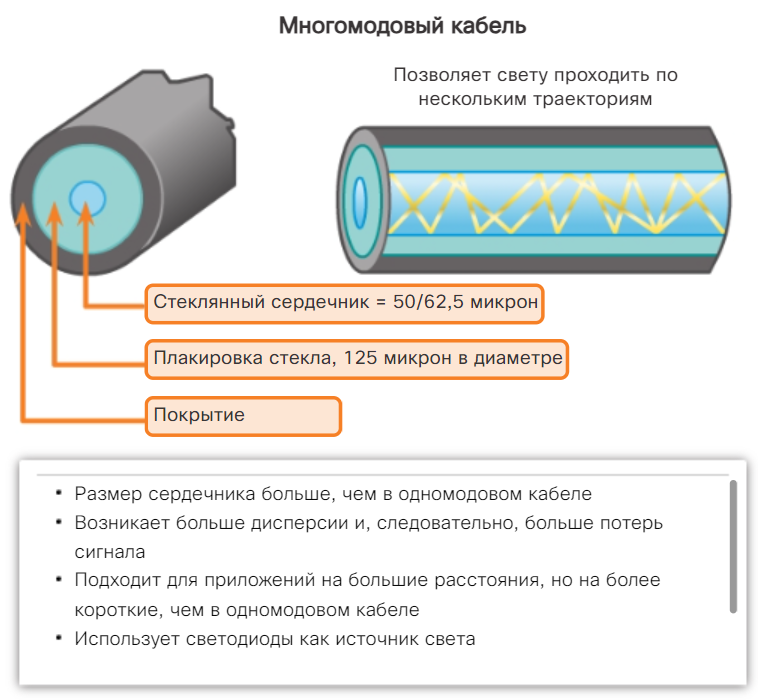 Многомодовый кабель
Позволяет свету проходить по
нескольким траекториям
Стеклянный сердечник = 50/62,5 микрон
Плакировка стекла, 125 микрон в диаметре
Покрытие
• Размер сердечника больше, чем в одномодовом кабеле
• Возникает больше дисперсии и, следовательно, больше потерь
сигнала
• Подходит для приложений на большие расстояния, но на более
короткие, чем в одномодовом кабеле
• Использует светодиоды как источник света